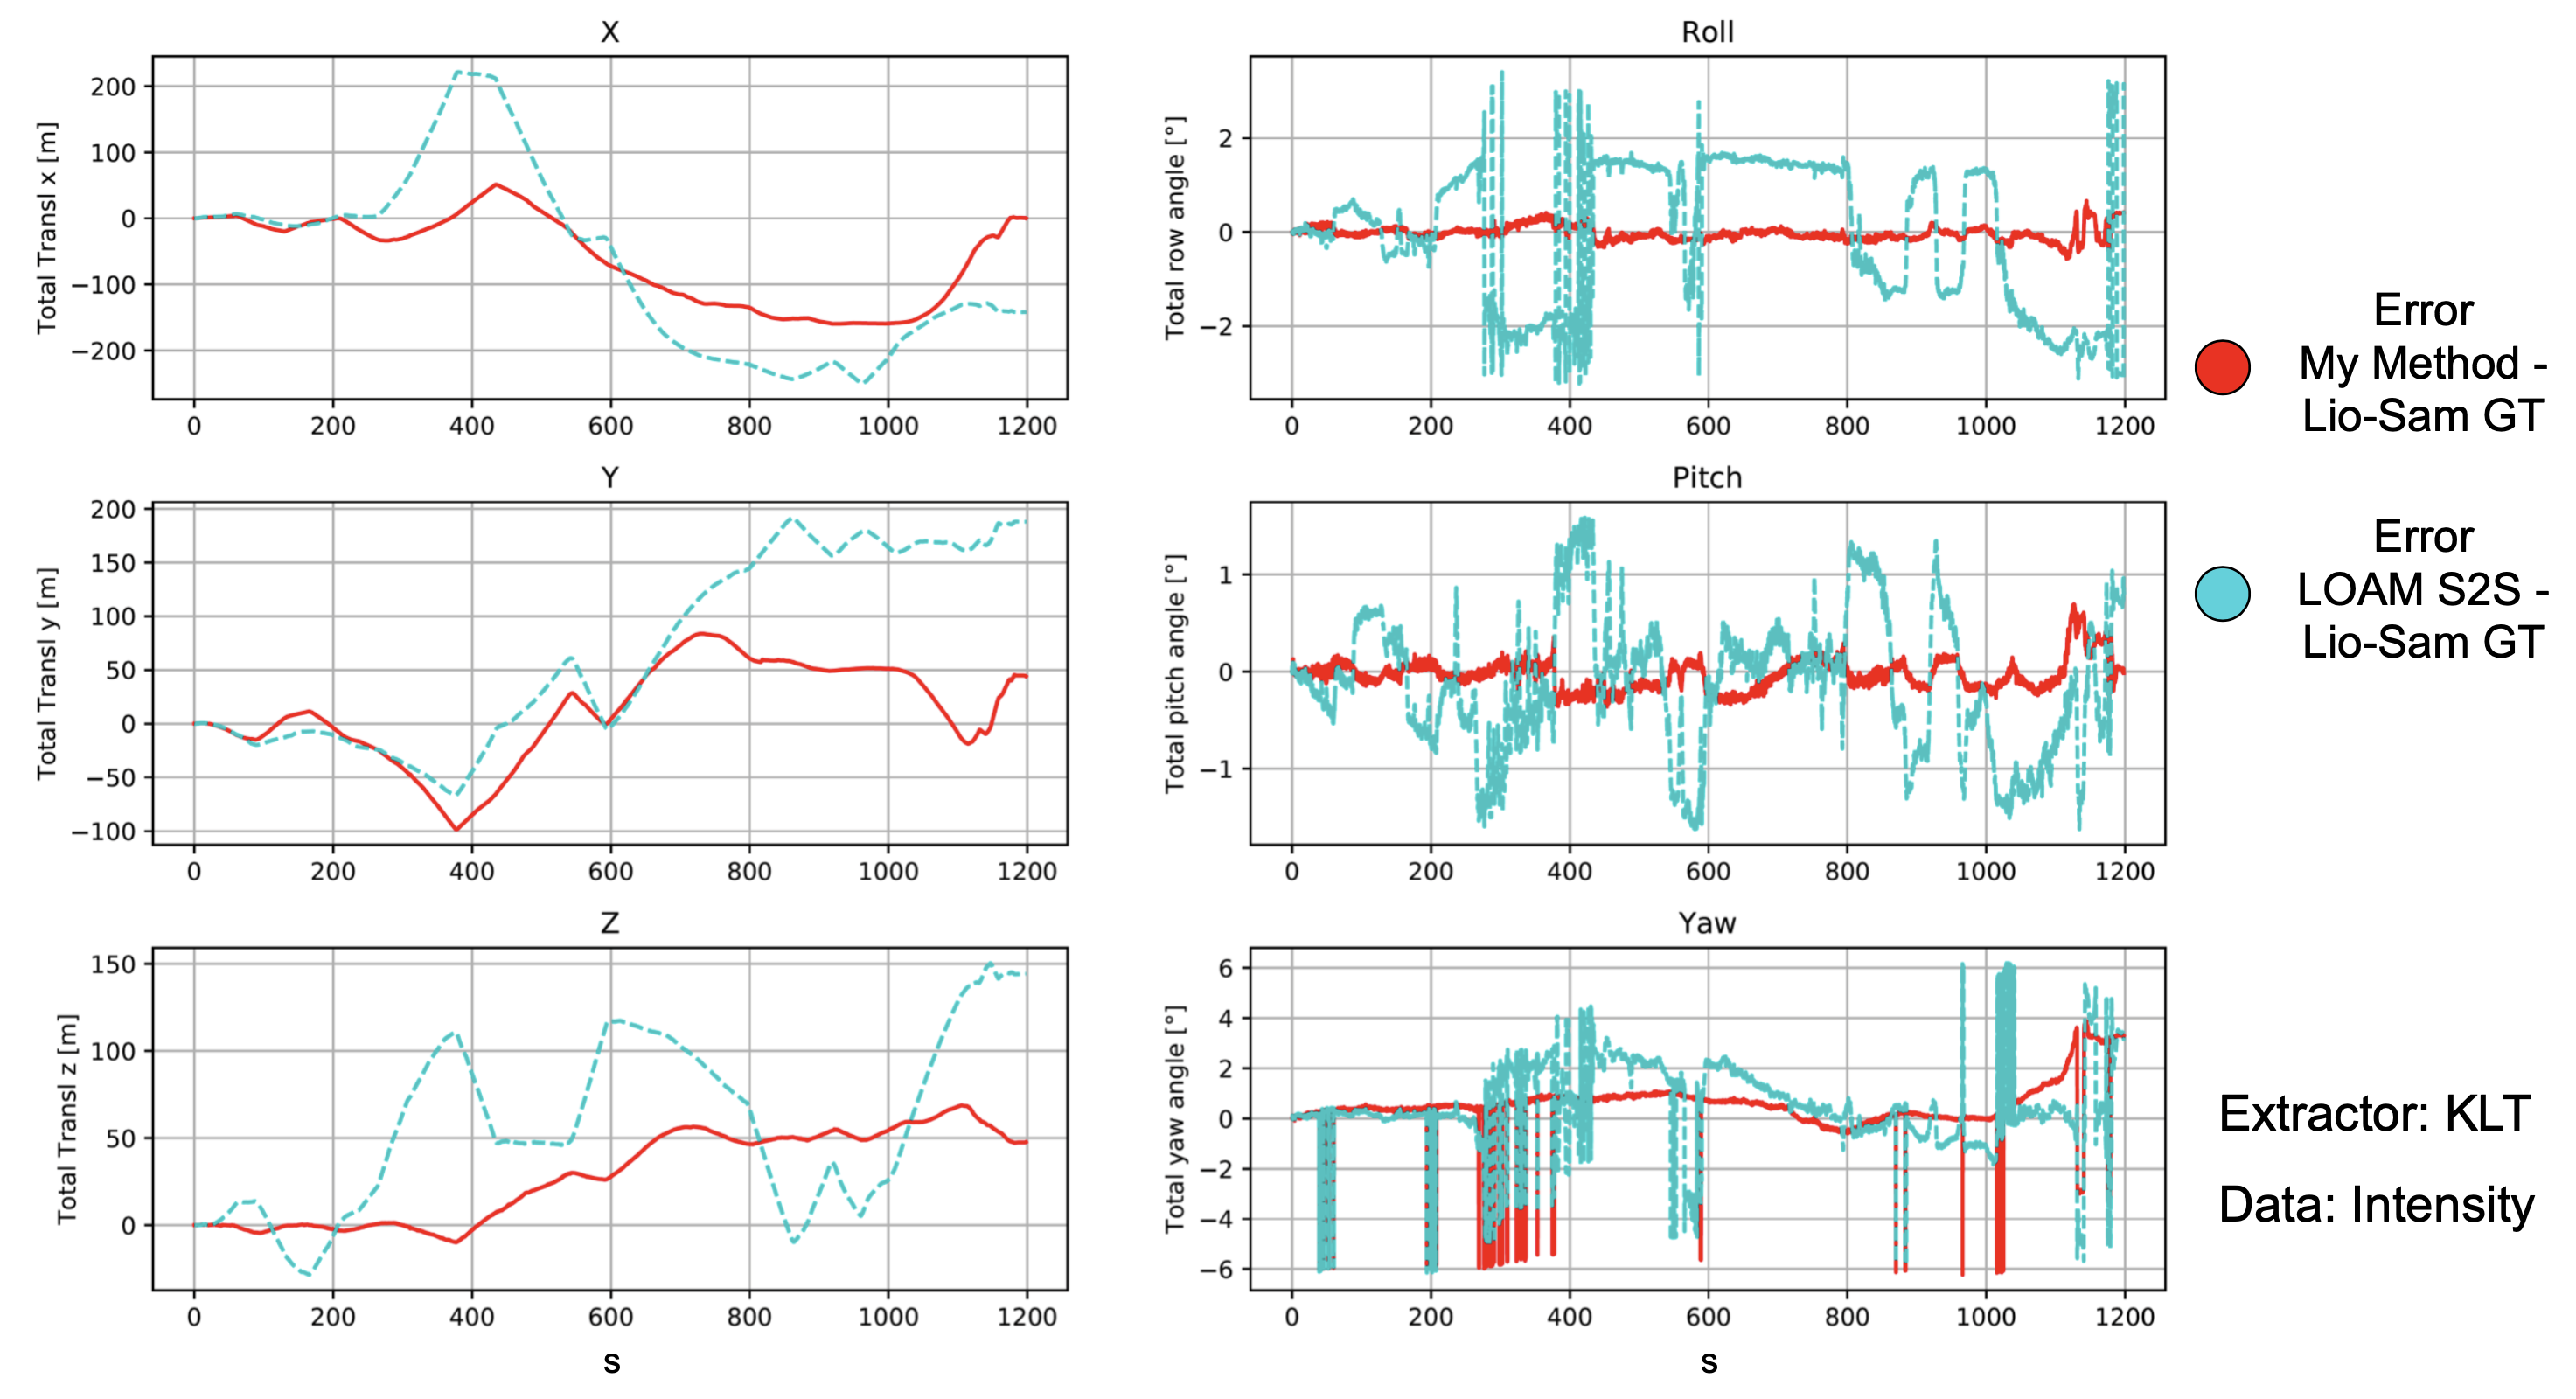 X
Total Transl x [m]
200
100
0
−100
−200
0 200 400 600 800 1000 1200
Roll
Total row angle [°]
2
0
−2
0 200 400 600 800 1000 1200
Y
Total Transl y [m]
200
150
100
50
0
−50
−100
0 200 400 600 800 1000 1200
Pitch
Total pitch angle [°]
1
0
−1
0 200 400 600 800 1000 1200
Z
Total Transl z [m]
150
100
50
0
0 200 400 600 800 1000 1200
s
Yaw
Total yaw angle [°]
6
4
2
0
−2
−4
−6
0 200 400 600 800 1000 1200
s
Error
My Method -
Lio-Sam GT
Error
LOAM S2S -
Lio-Sam GT
Extractor: KLT
Data: Intensity